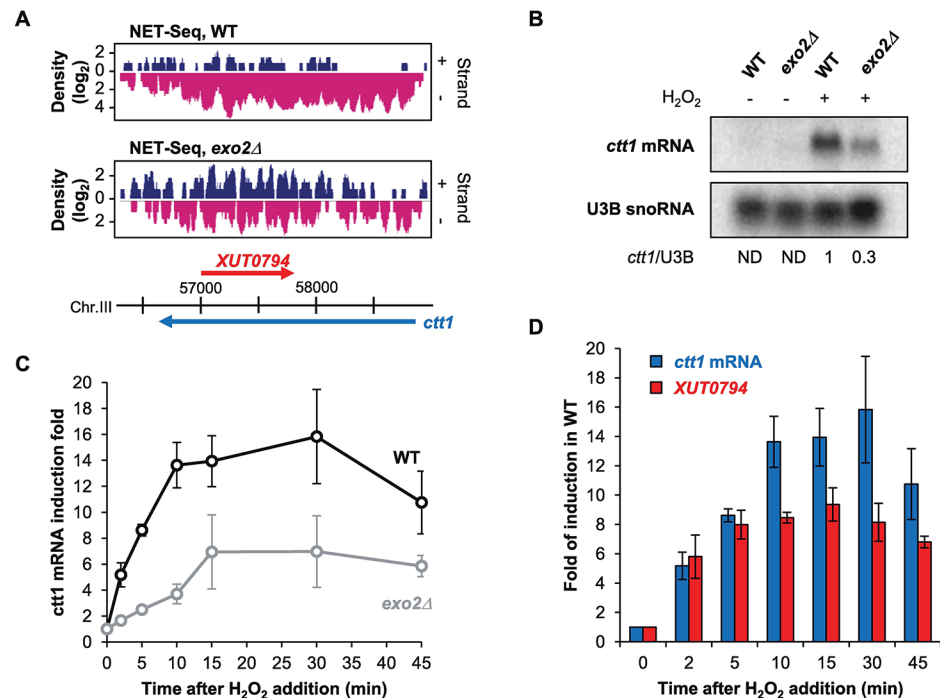 A
NET-Seq, WT
Density
(log2)
2
0
2
4
+
-
Strand
NET-Seq, exo2Δ
Density
(log2)
2
0
2
+
-
Strand
XUT0794
57000
58000
Chr.III
ctt1
B
WT
exo2Δ
WT
exo2Δ
H2O2
-
-
+
+
ctt1 mRNA
U3B snoRNA
ctt1/U3B
ND
ND
1
0.3
C
ctt1 mRNA induction fold
20
18
16
14
12
10
8
6
4
2
0
WT
exo2Δ
0 5 10 15 20 25 30 35 40 45
Time after H2O2 addition (min)
D
Fold of induction in WT
20
18
16
14
12
10
8
6
4
2
0
ctt1 mRNA
XUT0794
0 2 5 10 15 30 45
Time after H2O2 addition (min)